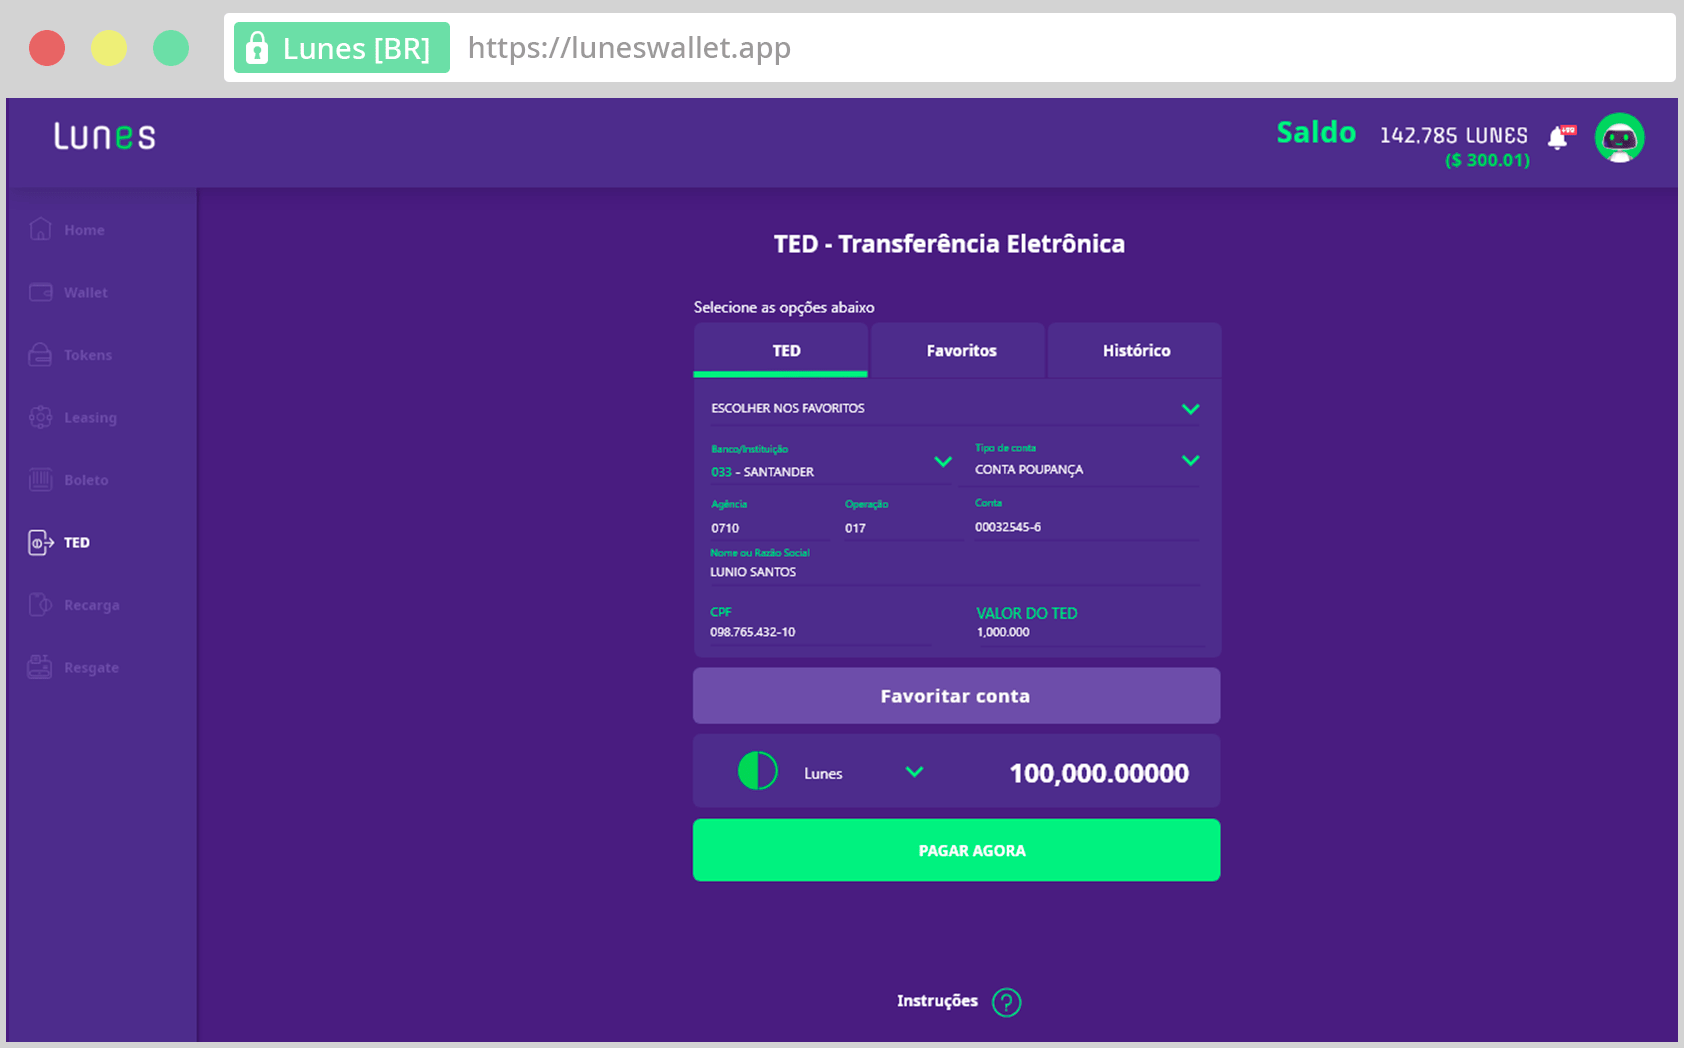 Lunes [BR] https://luneswallet.app
Lunes
Saldo 142,785 LUNES
($ 300.01)
+99
Home
Wallet
Tokens
Leasing
Boleto
TED
Recarga
Resgate
TED - Transferência Eletrônica
Selecione as opções abaixo
TED Favoritos Histórico
ESCOLHER NOS FAVORITOS
Banco/Instituição Tipo de conta
033 - SANTANDER CONTA POUPANÇA
Agência Operação Conta
0710 017 00032545-6
Nome ou Razão Social
LUNIO SANTOS
CPF VALOR DO TED
098.765.432-10 1,000.000
Favoritar conta
Lunes 100,000.00000
PAGAR AGORA
Instruções ?